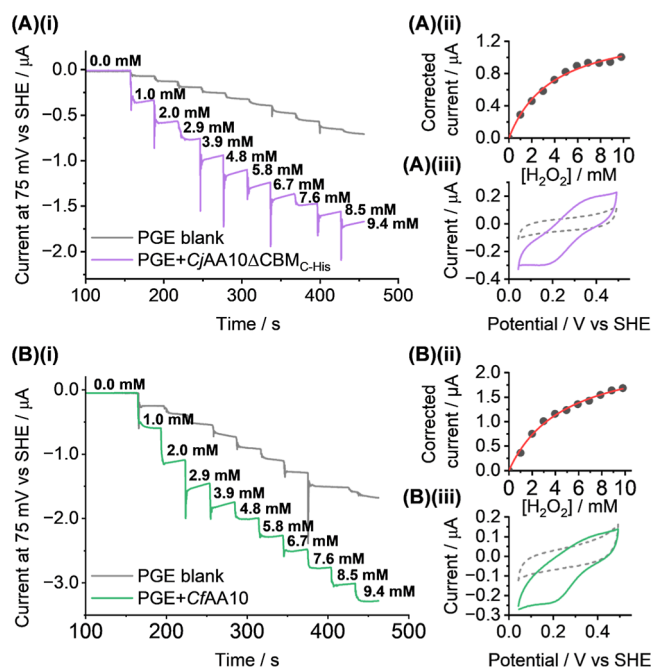 (A)(i)
Current at 75 mV vs SHE / μA
0.0
-0.5
-1.0
-1.5
-2.0
0.0 mM
1.0 mM
2.0 mM
2.9 mM
3.9 mM
4.8 mM
5.8 mM
6.7 mM
7.6 mM
8.5 mM
9.4 mM
PGE blank
PGE+CjAA10ΔCBMC-His
100 200 300 400 500
Time / s
(A)(ii)
Corrected
current / μA
1.2
0.8
0.4
0.0
0 2 4 6 8 10
[H₂O₂] / mM
(A)(iii)
Current / μA
0.2
0.0
-0.2
-0.4
0.0 0.2 0.4
Potential / V vs SHE
(B)(i)
Current at 75 mV vs SHE / μA
0.0
-1.0
-2.0
-3.0
0.0 mM
1.0 mM
2.0 mM
2.9 mM
3.9 mM
4.8 mM
5.8 mM
6.7 mM
7.6 mM
8.5 mM
9.4 mM
PGE blank
PGE+CfAA10
100 200 300 400 500
Time / s
(B)(ii)
Corrected
current / μA
2.0
1.5
1.0
0.5
0.0
0 2 4 6 8 10
[H₂O₂] / mM
(B)(iii)
Current / μA
0.2
0.1
0.0
-0.1
-0.2
-0.3
0.0 0.2 0.4
Potential / V vs SHE